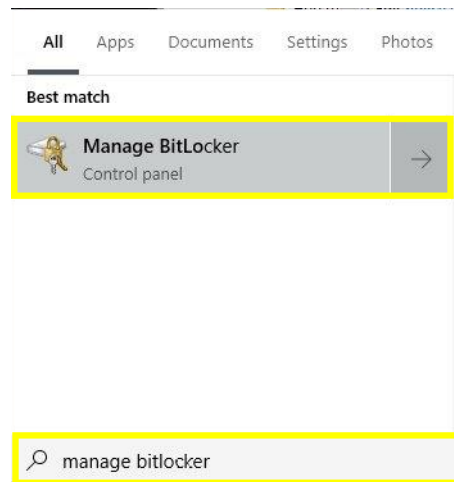 All Apps Documents Settings Photos
Best match
Manage BitLocker
Control panel
manage bitlocker